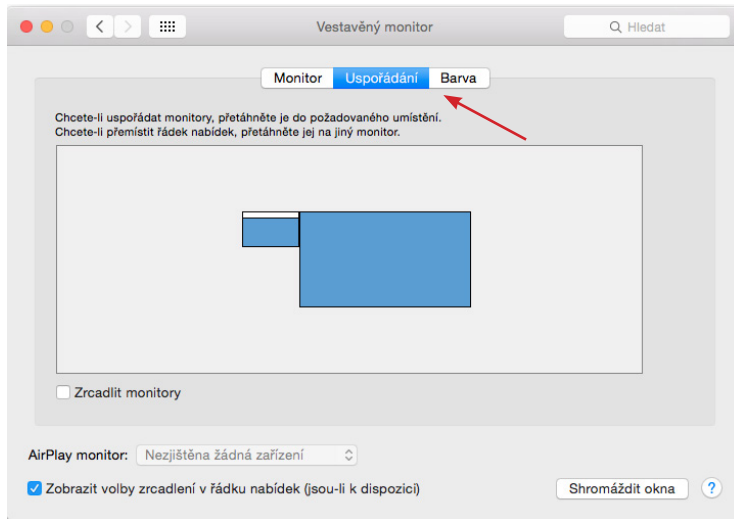 Vestavěný monitor
Hledat
Monitor Uspořádání Barva
Chcete-li uspořádat monitory, přetáhněte je do požadovaného umístění.
Chcete-li přemístit řádek nabídek, přetáhněte jej na jiný monitor.
Zrcadlit monitory
AirPlay monitor: Nezjištěna žádná zařízení
Zobrazit volby zrcadlení v řádku nabídek (jsou-li k dispozici)
Shromáždit okna ?